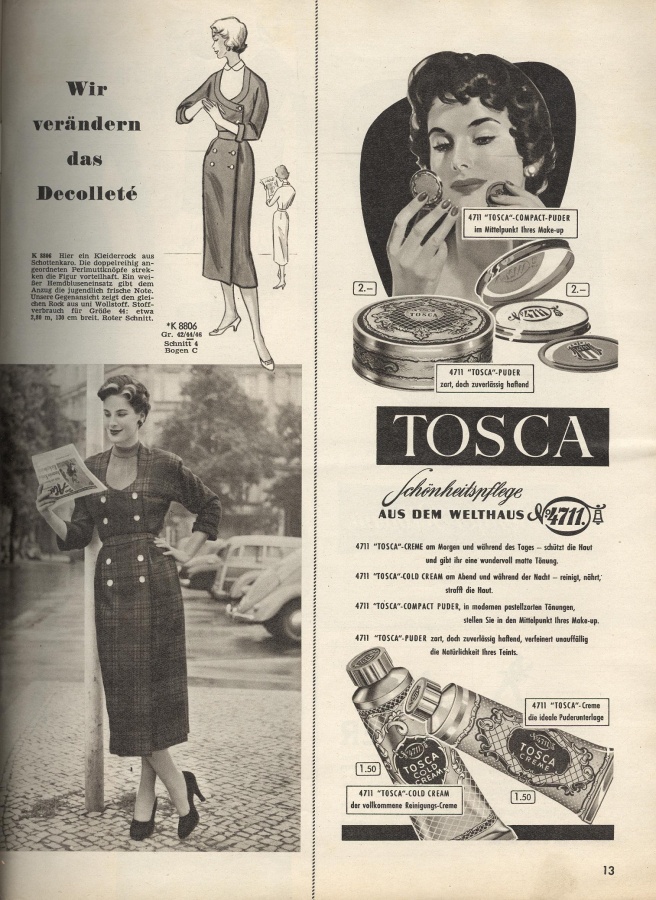 Wir
verändern
das
Decolleté
K 8806 Hier ein Kleiderrock aus
Schottenkaro. Die doppelreihig an-
geordneten Perlmuttknöpfe strek-
ken die Figur vorteilhaft. Ein wei-
ßer Hemdbluseneinsatz gibt dem
Anzug die jugendlich frische Note.
Unsere Gegenansicht zeigt den glei-
chen Rock aus uni Wollstoff. Stoff-
verbrauch für Größe 44: etwa
m, 130 cm breit. Roter Schnitt.
*K 8806
Gr. 42/44/46
Schnitt 4
Bogen C
4711 "TOSCA"-COMPACT-PUDER
im Mittelpunkt Ihres Make-up
2.–
2.–
TOSCA
4711
4711 "TOSCA"-PUDER
zart, doch zuverlässig haftend
TOSCA
Schönheitspflege
AUS DEM WELTHAUS No 4711.
4711 "TOSCA"-CREME am Morgen und während des Tages – schützt die Haut
und gibt ihr eine wundervoll matte Tönung.
4711 "TOSCA"-COLD CREAM am Abend und während der Nacht – reinigt, nährt,
strafft die Haut.
4711 "TOSCA"-COMPACT PUDER, in modernen pastellzarten Tönungen,
stellen Sie in den Mittelpunkt Ihres Make-up.
4711 "TOSCA"-PUDER zart, doch zuverlässig haftend, verfeinert unauffällig
die Natürlichkeit Ihres Teints.
4711 "TOSCA"-Creme
die ideale Puderunterlage
No 4711
TOSCA
CREME
No 4711
TOSCA
COLD
CREAM
1.50
1.50
4711 "TOSCA"-COLD CREAM
der vollkommene Reinigungs-Creme
13